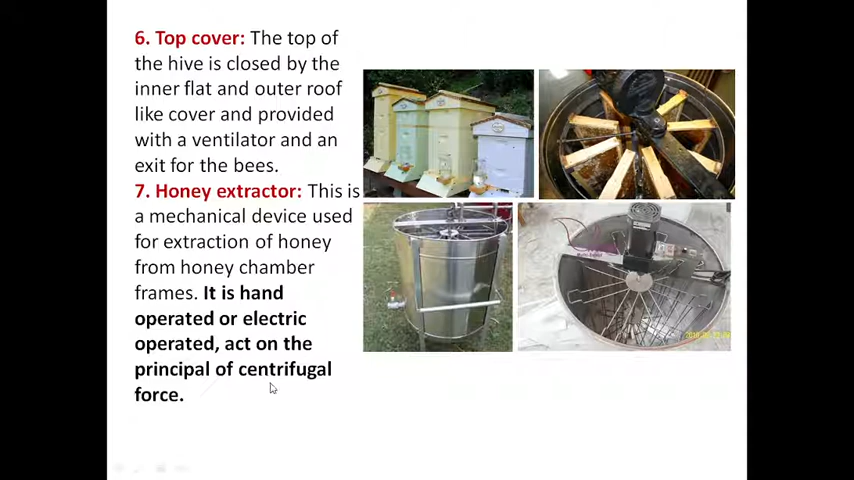 6. Top cover: The top of
the hive is closed by the
inner flat and outer roof
like cover and provided
with a ventilator and an
exit for the bees.
7. Honey extractor: This is
a mechanical device used
for extraction of honey
from honey chamber
frames. It is hand
operated or electric
operated, act on the
principal of centrifugal
force.